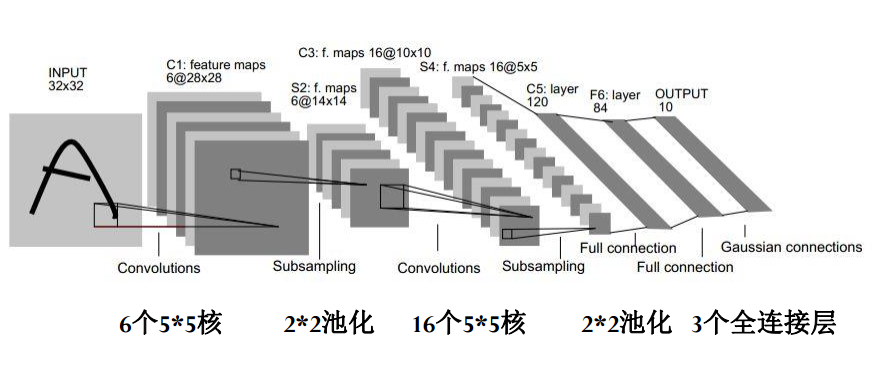 INPUT
32x32
C1: feature maps
6@28x28
C3: f. maps 16@10x10
S2: f. maps
6@14x14
S4: f. maps 16@5x5
C5: layer
120
F6: layer
84
OUTPUT
10
Convolutions
Subsampling
Convolutions
Subsampling
Full connection
Full connection
Gaussian connections
6个5*5核
2*2池化
16个5*5核
2*2池化
3个全连接层